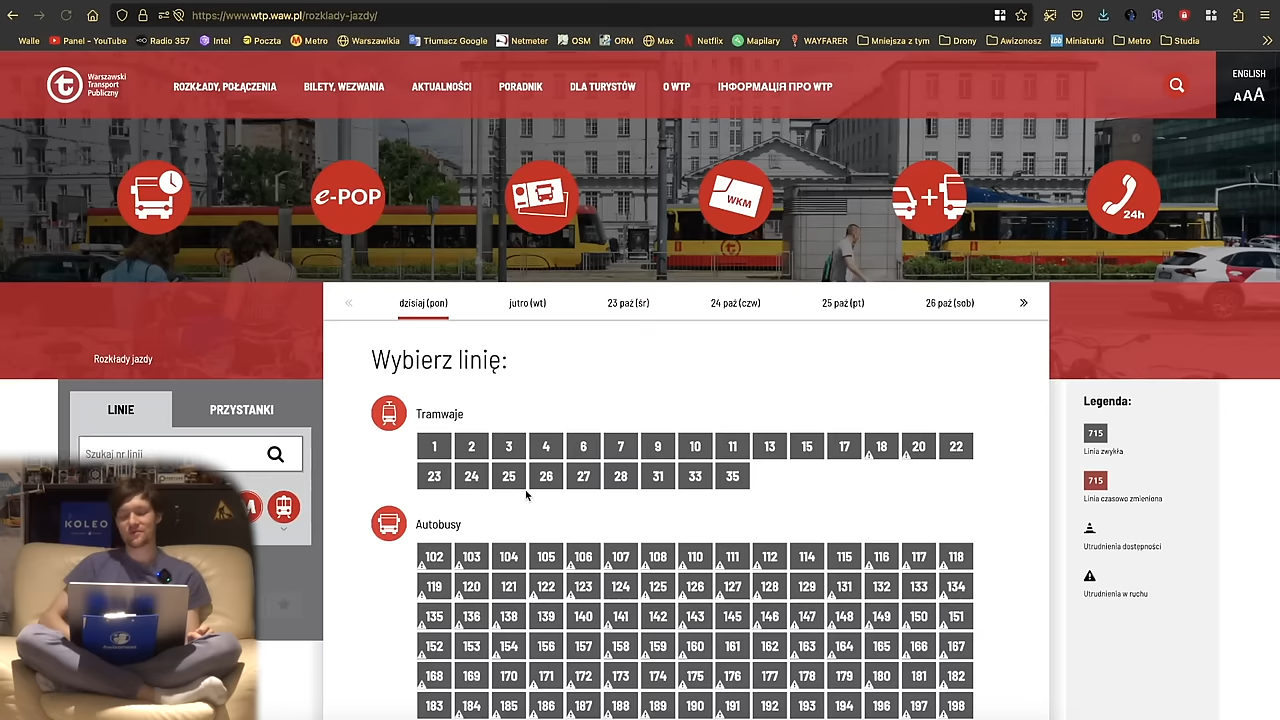 https://www.wtp.waw.pl/rozklady-jazdy/
Walle Panel - YouTube Radio 357 Intel Poczta Metro Warszawikia Tłumacz Google Netmeter OSM ORM Max Netflix Mapilary WAYFARER Mniejsza z tym Drony Awizonosz Miniaturki Metro Studia
Warszawski
Transport
Publiczny
ROZKŁADY, POŁĄCZENIA BILETY, WEZWANIA AKTUALNOŚCI PORADNIK DLA TURYSTÓW O WTP ІНФОРМАЦІЯ ПРО WTP
ENGLISH
AAA
e-POP
WKM
24h
« dzisiaj (pon) jutro (wt) 23 paź (śr) 24 paź (czw) 25 paź (pt) 26 paź (sob) »
Rozkłady jazdy
Wybierz linię:
LINIE PRZYSTANKI
Szukaj nr linii
Tramwaje
1 2 3 4 6 7 9 10 11 13 15 17 18 20 22
23 24 25 26 27 28 31 33 35
Autobusy
102 103 104 105 106 107 108 110 111 112 114 115 116 117 118
119 120 121 122 123 124 125 126 127 128 129 131 132 133 134
135 136 138 139 140 141 142 143 145 146 147 148 149 150 151
152 153 154 156 157 158 159 160 161 162 163 164 165 166 167
168 169 170 171 172 173 174 175 176 177 178 179 180 181 182
183 184 185 186 187 188 189 190 191 192 193 194 196 197 198
Legenda:
715
Linia zwykła
715
Linia czasowo zmieniona
Utrudnienia dostępności
Utrudnienia w ruchu
KOLEO